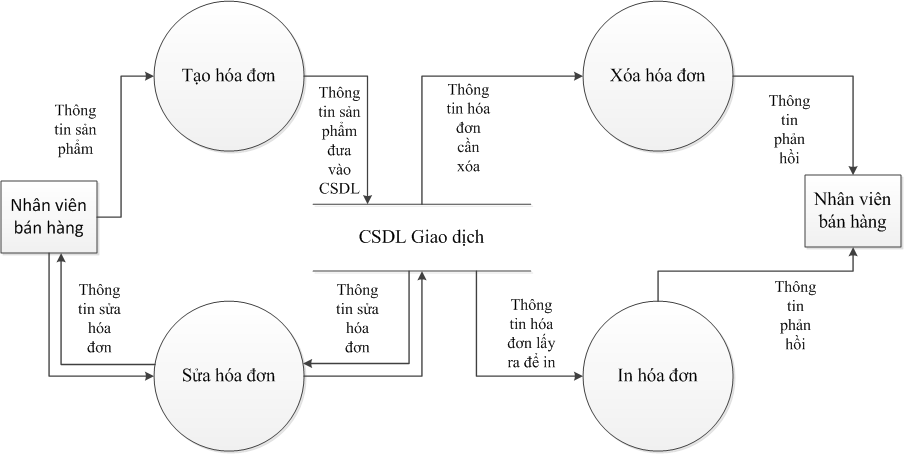 Tạo hóa đơn
Xóa hóa đơn
Thông
tin sản
phẩm
Thông
tin sản
phẩm
đưa
vào
CSDL
Thông
tin hóa
đơn
cần
xóa
Thông
tin
phản
hồi
Nhân viên
bán hàng
CSDL Giao dịch
Nhân viên
bán hàng
Thông
tin sửa
hóa
đơn
Thông
tin sửa
hóa
đơn
Thông
tin hóa
đơn lấy
ra để in
Thông
tin
phản
hồi
Sửa hóa đơn
In hóa đơn